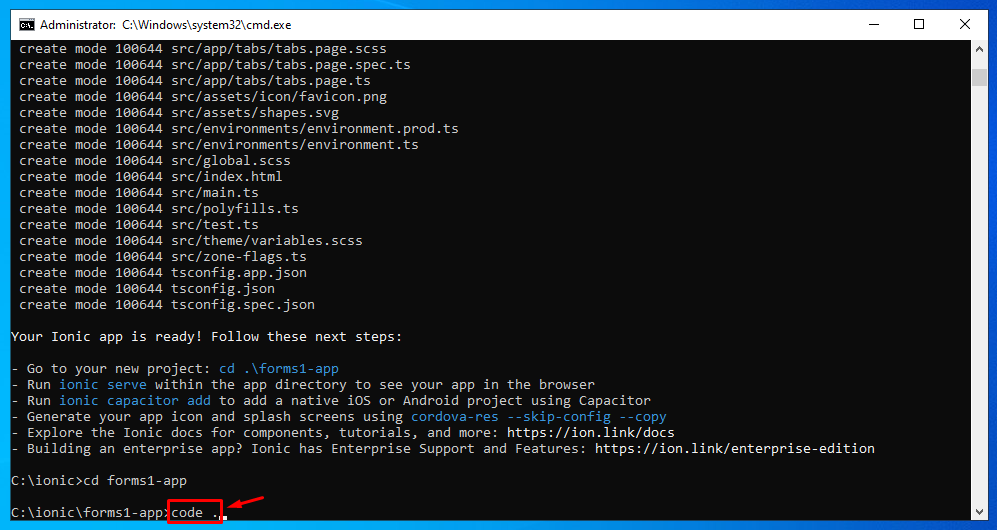 Administrator: C:\Windows\system32\cmd.exe
create mode 100644 src/app/tabs/tabs.page.scss
create mode 100644 src/app/tabs/tabs.page.spec.ts
create mode 100644 src/app/tabs/tabs.page.ts
create mode 100644 src/assets/icon/favicon.png
create mode 100644 src/assets/shapes.svg
create mode 100644 src/environments/environment.prod.ts
create mode 100644 src/environments/environment.ts
create mode 100644 src/global.scss
create mode 100644 src/index.html
create mode 100644 src/main.ts
create mode 100644 src/polyfills.ts
create mode 100644 src/test.ts
create mode 100644 src/theme/variables.scss
create mode 100644 src/zone-flags.ts
create mode 100644 tsconfig.app.json
create mode 100644 tsconfig.json
create mode 100644 tsconfig.spec.json
Your Ionic app is ready! Follow these next steps:
- Go to your new project: cd .\forms1-app
- Run ionic serve within the app directory to see your app in the browser
- Run ionic capacitor add to add a native iOS or Android project using Capacitor
- Generate your app icon and splash screens using cordova-res --skip-config --copy
- Explore the Ionic docs for components, tutorials, and more: https://ion.link/docs
- Building an enterprise app? Ionic has Enterprise Support and Features: https://ion.link/enterprise-edition
C:\ionic>cd forms1-app
C:\ionic\forms1-app>code .